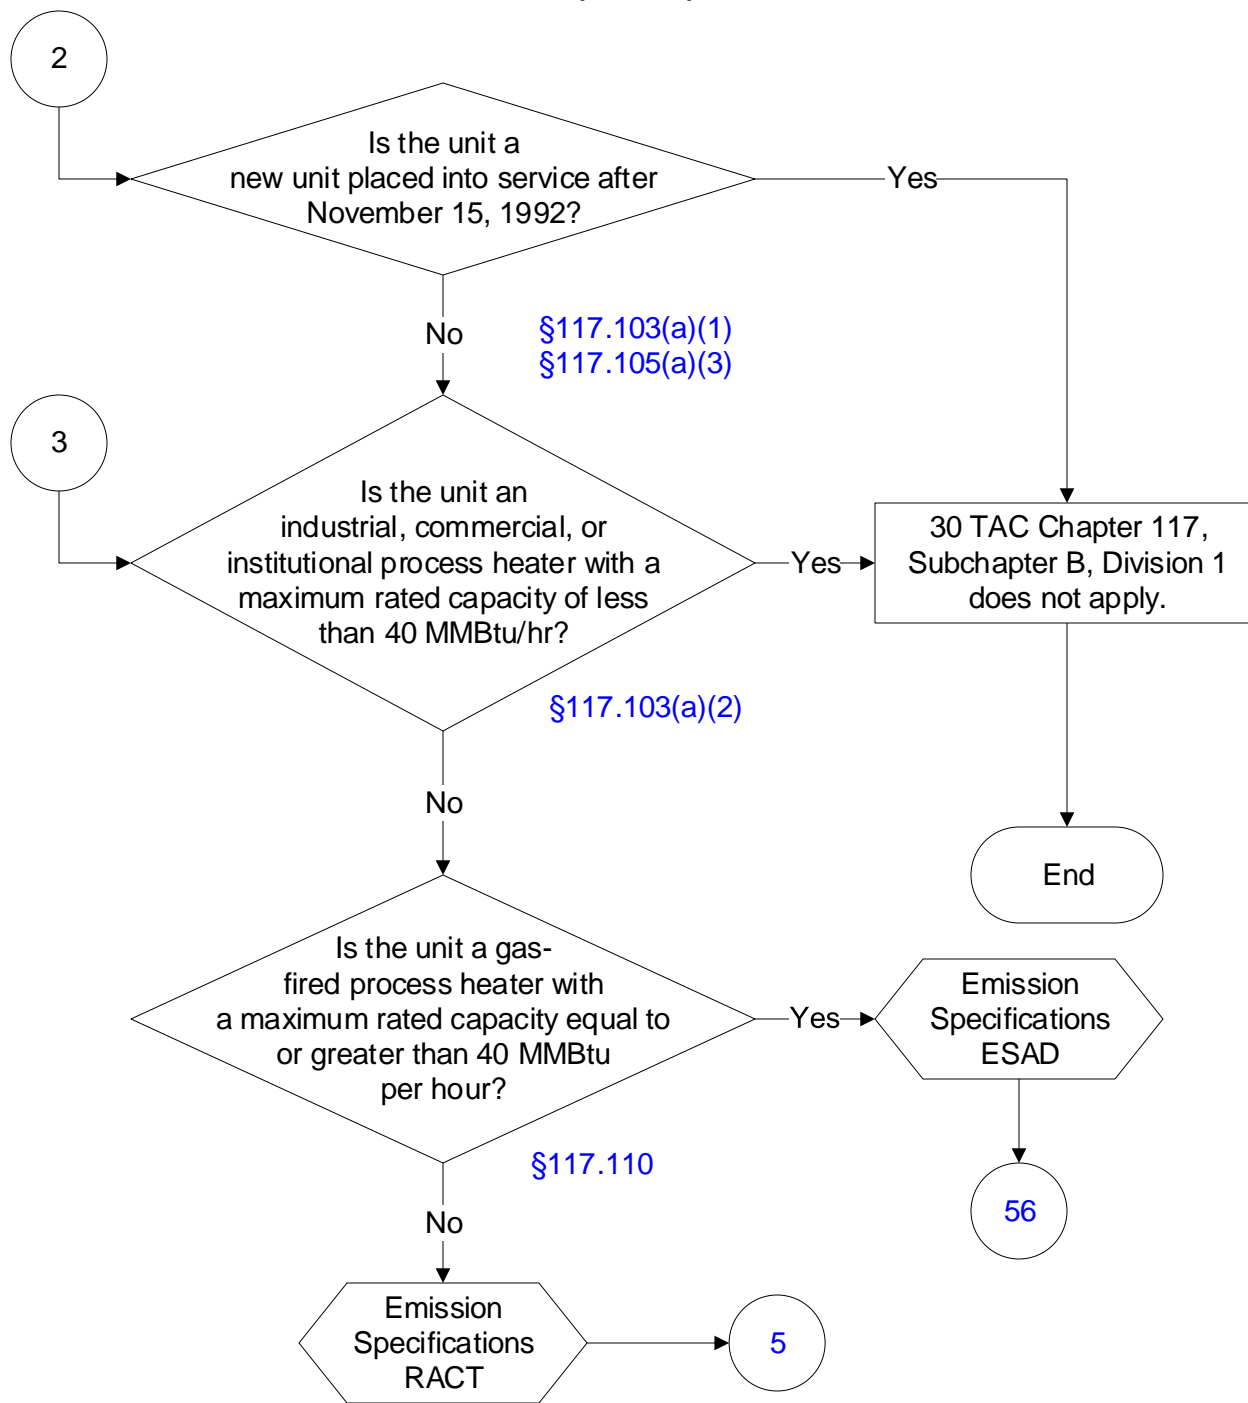 2
Is the unit a
new unit placed into service after
November 15, 1992?
Yes
No
§117.103(a)(1)
§117.105(a)(3)
3
Is the unit an
industrial, commercial, or
institutional process heater with a
maximum rated capacity of less
than 40 MMBtu/hr?
Yes
30 TAC Chapter 117,
Subchapter B, Division 1
does not apply.
§117.103(a)(2)
No
End
Is the unit a gas-
fired process heater with
a maximum rated capacity equal to
or greater than 40 MMBtu
per hour?
Yes
Emission
Specifications
ESAD
§117.110
56
No
Emission
Specifications
RACT
5